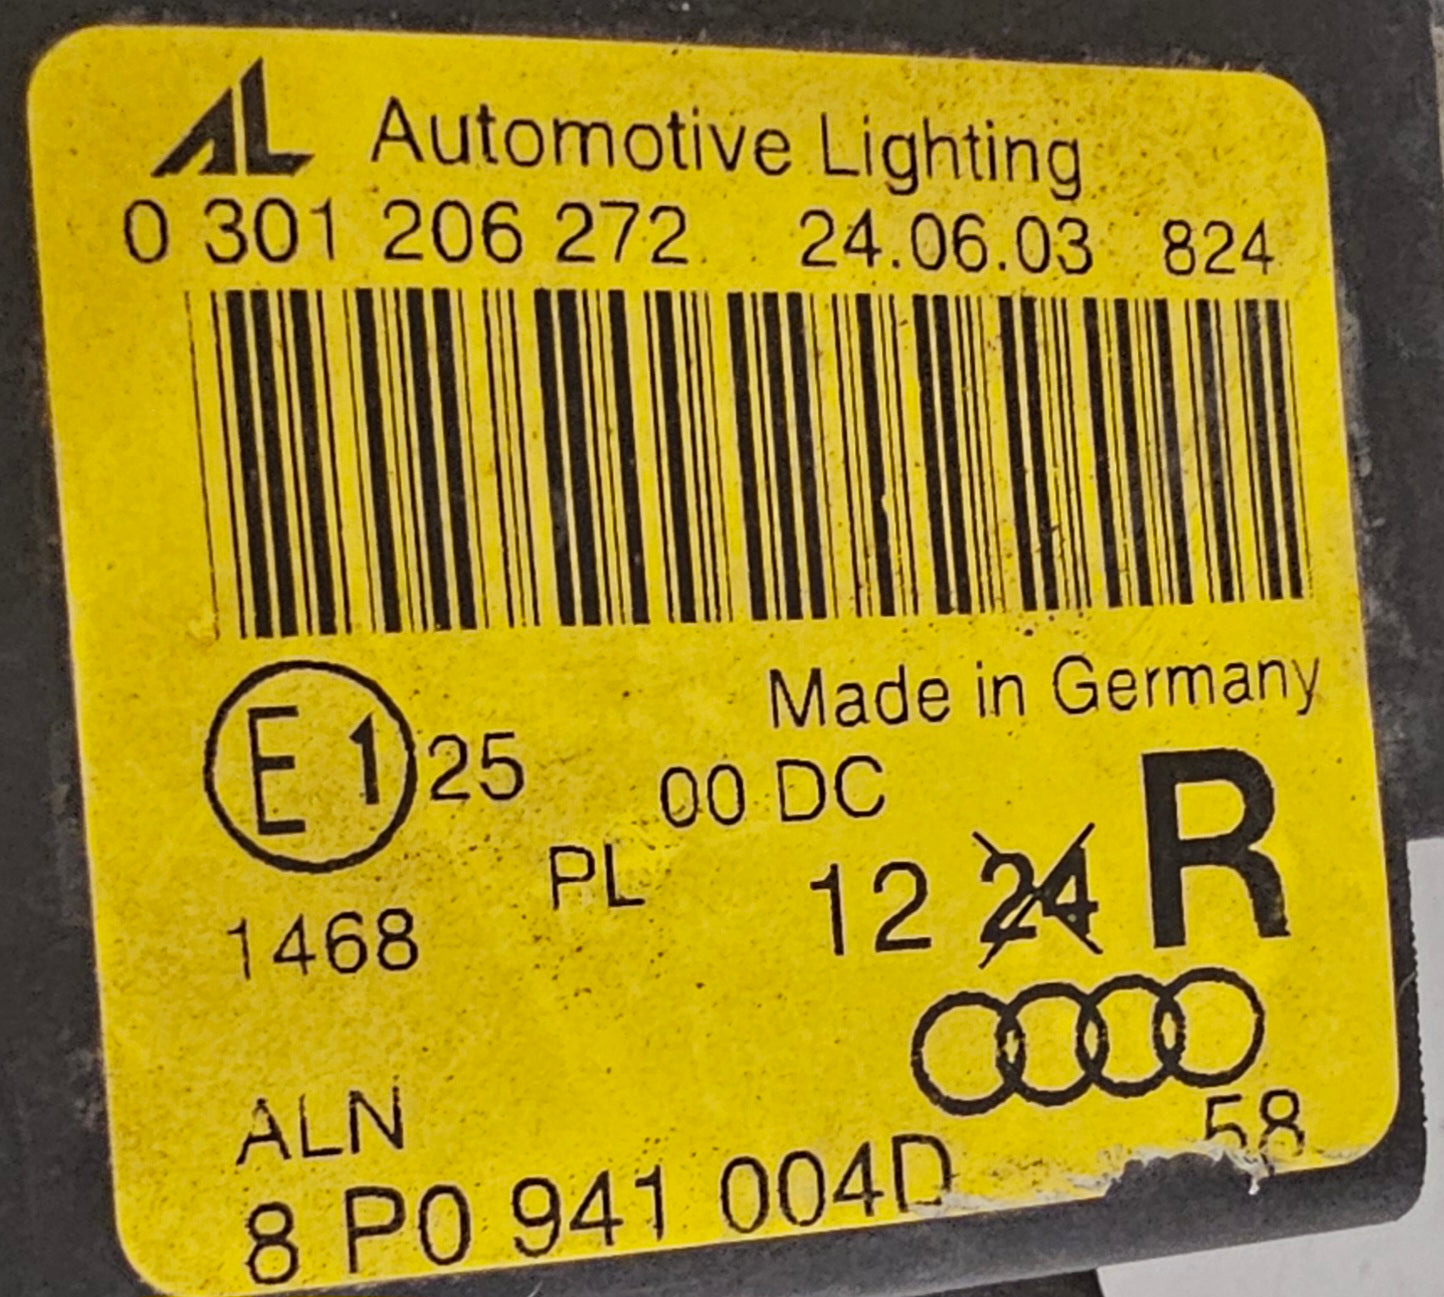 AL Automotive Lighting
0 301 206 272 24.06.03 824
Made in Germany
E1 25 00 DC R
PL 12 24
1468
ALN 58
8 P0 941 004D